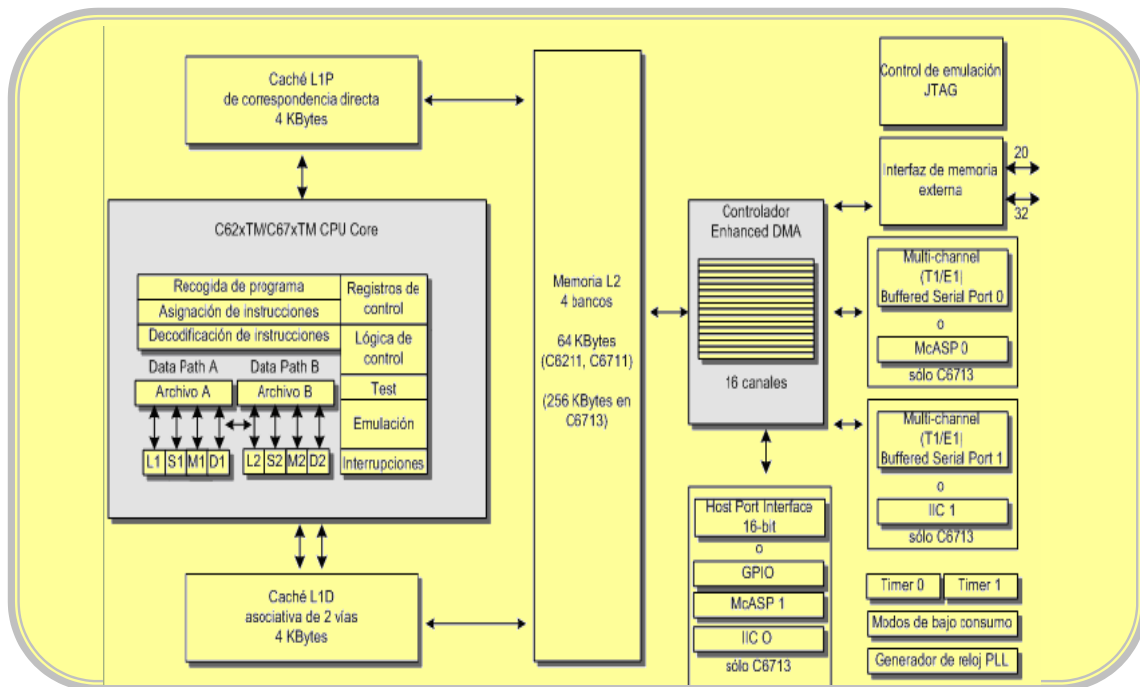 Caché L1P
de correspondencia directa
4 KBytes
C62xTM/C67xTM CPU Core
Recogida de programa
Asignación de instrucciones
Decodificación de instrucciones
Registros de
control
Lógica de
control
Test
Emulación
Interrupciones
Data Path A
Data Path B
Archivo A
Archivo B
L1 S1 M1 D1
L2 S2 M2 D2
Caché L1D
asociativa de 2 vías
4 KBytes
Memoria L2
4 bancos
64 KBytes
(C6211, C6711)
(256 KBytes en
C6713)
Controlador
Enhanced DMA
16 canales
Host Port Interface
16-bit
o
GPIO
McASP 1
IIC O
sólo C6713
Control de emulación
JTAG
Interfaz de memoria
externa
20
32
Multi-channel
(T1/E1|
Buffered Serial Port 0
o
McASP 0
sólo C6713
Multi-channel
(T1/E1|
Buffered Serial Port 1
o
IIC 1
sólo C6713
Timer 0
Timer 1
Modos de bajo consumo
Generador de reloj PLL